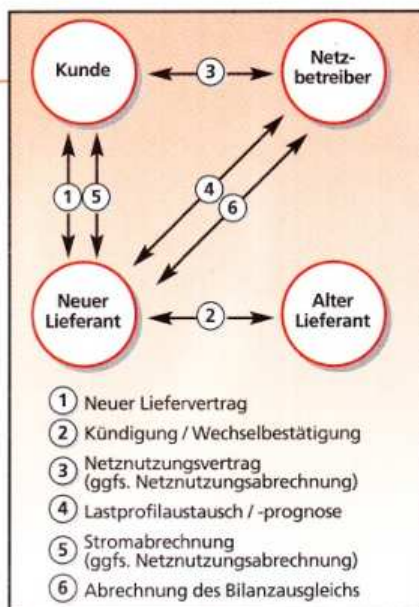 Kunde
Netz-
betreiber
3
1
5
4
6
Neuer
Lieferant
2
Alter
Lieferant
1 Neuer Liefervertrag
2 Kündigung / Wechselbestätigung
3 Netznutzungsvertrag
(ggfs. Netznutzungsabrechnung)
4 Lastprofilaustausch / -prognose
5 Stromabrechnung
(ggfs. Netznutzungsabrechnung)
6 Abrechnung des Bilanzausgleichs